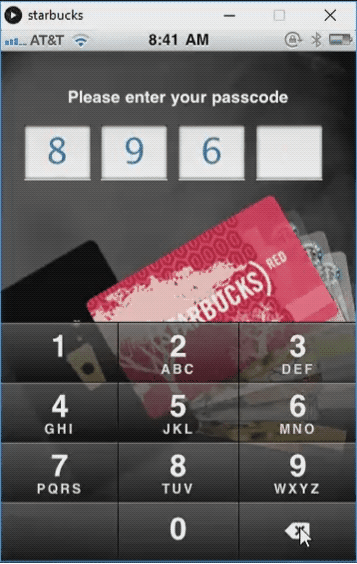 starbucks
AT&T 8:41 AM
Please enter your passcode
8 9 6
STARBUCKS) RED
1 2 3
ABC DEF
4 5 6
GHI JKL MNO
7 8 9
PQRS TUV WXYZ
0